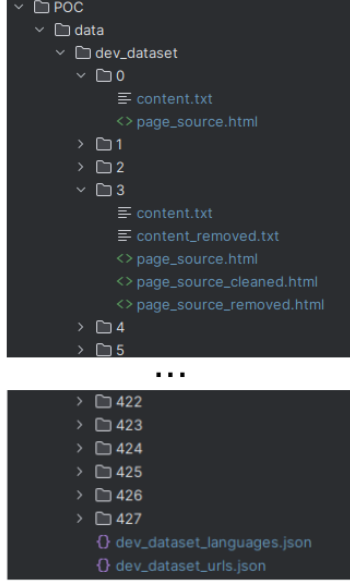 POC
data
dev_dataset
0
content.txt
<> page_source.html
1
2
3
content.txt
content_removed.txt
<> page_source.html
<> page_source_cleaned.html
<> page_source_removed.html
4
5
...
422
423
424
425
426
427
{} dev_dataset_languages.json
{} dev_dataset_urls.json